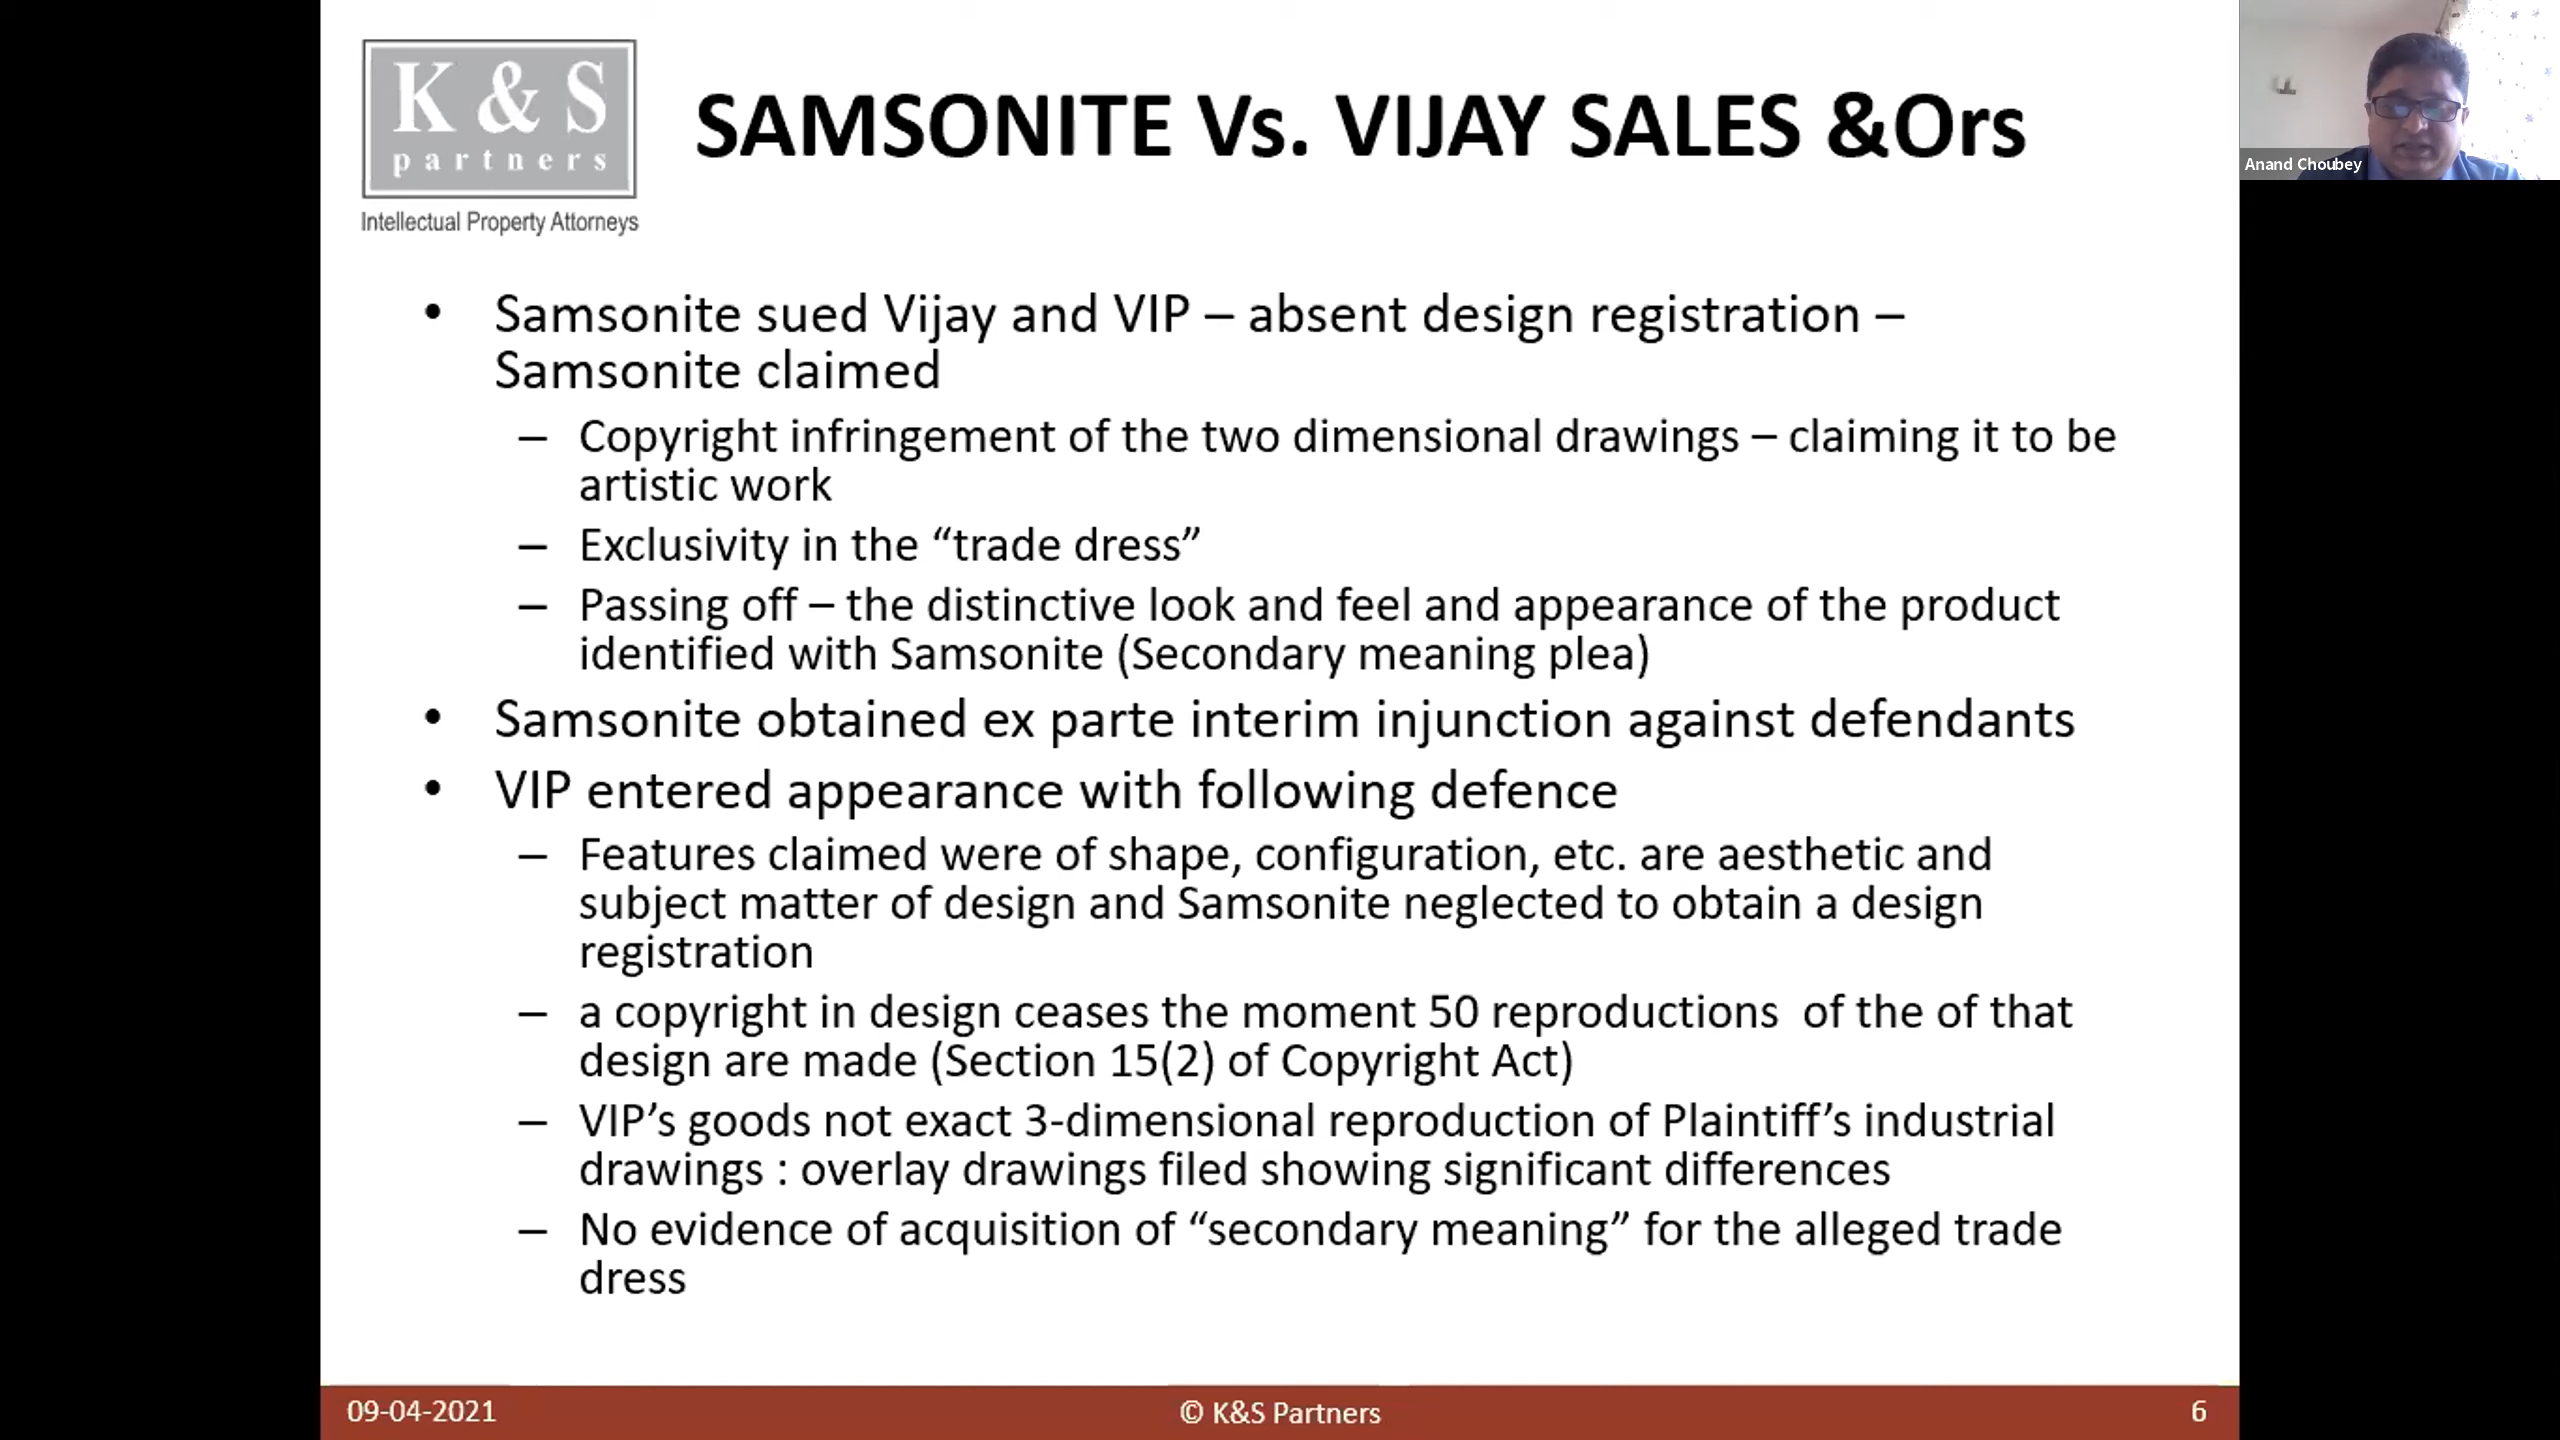 K & S
partners
Intellectual Property Attorneys
SAMSONITE Vs. VIJAY SALES &Ors
Anand Choubey
• Samsonite sued Vijay and VIP – absent design registration –
Samsonite claimed
– Copyright infringement of the two dimensional drawings – claiming it to be
artistic work
– Exclusivity in the “trade dress”
– Passing off – the distinctive look and feel and appearance of the product
identified with Samsonite (Secondary meaning plea)
• Samsonite obtained ex parte interim injunction against defendants
• VIP entered appearance with following defence
– Features claimed were of shape, configuration, etc. are aesthetic and
subject matter of design and Samsonite neglected to obtain a design
registration
– a copyright in design ceases the moment 50 reproductions of the of that
design are made (Section 15(2) of Copyright Act)
– VIP’s goods not exact 3-dimensional reproduction of Plaintiff’s industrial
drawings : overlay drawings filed showing significant differences
– No evidence of acquisition of “secondary meaning” for the alleged trade
dress
09-04-2021
© K&S Partners
6